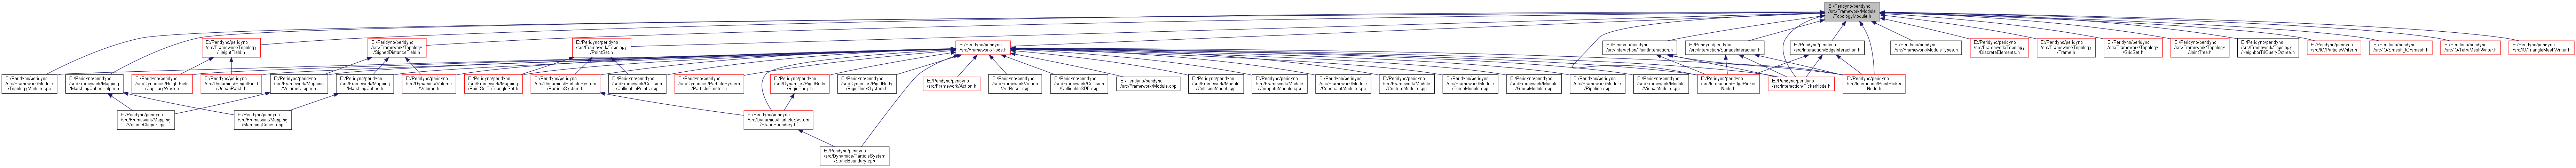 E:/Peridyno/peridyno
/src/Framework/Module
/TopologyModule.h
E:/Peridyno/peridyno
/src/Framework/Topology
/HeightField.h
E:/Peridyno/peridyno
/src/Framework/Topology
/SignedDistanceField.h
E:/Peridyno/peridyno
/src/Framework/Topology
/PointSet.h
E:/Peridyno/peridyno
/src/Framework/Node.h
E:/Peridyno/peridyno
/src/Interaction/PointInteraction.h
E:/Peridyno/peridyno
/src/Interaction/SurfaceInteraction.h
E:/Peridyno/peridyno
/src/Interaction/EdgeInteraction.h
E:/Peridyno/peridyno
/src/Framework/ModuleTypes.h
E:/Peridyno/peridyno
/src/Framework/Topology
/DiscreteElements.h
E:/Peridyno/peridyno
/src/Framework/Topology
/Frame.h
E:/Peridyno/peridyno
/src/Framework/Topology
/GridSet.h
E:/Peridyno/peridyno
/src/Framework/Topology
/JointTree.h
E:/Peridyno/peridyno
/src/Framework/Topology
/NeighborToQueryOctree.h
E:/Peridyno/peridyno
/src/IO/ParticleWriter.h
E:/Peridyno/peridyno
/src/IO/Smesh_IO/smesh.h
E:/Peridyno/peridyno
/src/IO/TetraMeshWriter.h
E:/Peridyno/peridyno
/src/IO/TriangleMeshWriter.h
E:/Peridyno/peridyno
/src/Framework/Module
/TopologyModule.cpp
E:/Peridyno/peridyno
/src/Framework/Mapping
/MarchingCubesHelper.h
E:/Peridyno/peridyno
/src/Dynamics/HeightField
/CapillaryWave.h
E:/Peridyno/peridyno
/src/Dynamics/HeightField
/OceanPatch.h
E:/Peridyno/peridyno
/src/Framework/Mapping
/VolumeClipper.h
E:/Peridyno/peridyno
/src/Framework/Mapping
/MarchingCubes.h
E:/Peridyno/peridyno
/src/Dynamics/Volume
/Volume.h
E:/Peridyno/peridyno
/src/Framework/Mapping
/PointSetToTriangleSet.h
E:/Peridyno/peridyno
/src/Dynamics/ParticleSystem
/ParticleSystem.h
E:/Peridyno/peridyno
/src/Framework/Collision
/CollidablePoints.cpp
E:/Peridyno/peridyno
/src/Dynamics/ParticleSystem
/ParticleEmitter.h
E:/Peridyno/peridyno
/src/Dynamics/RigidBody
/RigidBody.h
E:/Peridyno/peridyno
/src/Dynamics/RigidBody
/RigidBodySystem.h
E:/Peridyno/peridyno
/src/Framework/Action.h
E:/Peridyno/peridyno
/src/Framework/Action
/ActReset.cpp
E:/Peridyno/peridyno
/src/Framework/Collision
/CollidableSDF.cpp
E:/Peridyno/peridyno
/src/Framework/Module.cpp
E:/Peridyno/peridyno
/src/Framework/Module
/CollisionModel.cpp
E:/Peridyno/peridyno
/src/Framework/Module
/ComputeModule.cpp
E:/Peridyno/peridyno
/src/Framework/Module
/ConstraintModule.cpp
E:/Peridyno/peridyno
/src/Framework/Module
/CustomModule.cpp
E:/Peridyno/peridyno
/src/Framework/Module
/ForceModule.cpp
E:/Peridyno/peridyno
/src/Framework/Module
/GroupModule.cpp
E:/Peridyno/peridyno
/src/Framework/Module
/Pipeline.cpp
E:/Peridyno/peridyno
/src/Framework/Module
/VisualModule.cpp
E:/Peridyno/peridyno
/src/Interaction/EdgePicker
Node.h
E:/Peridyno/peridyno
/src/Interaction/PickerNode.h
E:/Peridyno/peridyno
/src/Interaction/PointPicker
Node.h
E:/Peridyno/peridyno
/src/Framework/Mapping
/VolumeClipper.cpp
E:/Peridyno/peridyno
/src/Framework/Mapping
/MarchingCubes.cpp
E:/Peridyno/peridyno
/src/Dynamics/ParticleSystem
/StaticBoundary.h
E:/Peridyno/peridyno
/src/Dynamics/ParticleSystem
/StaticBoundary.cpp